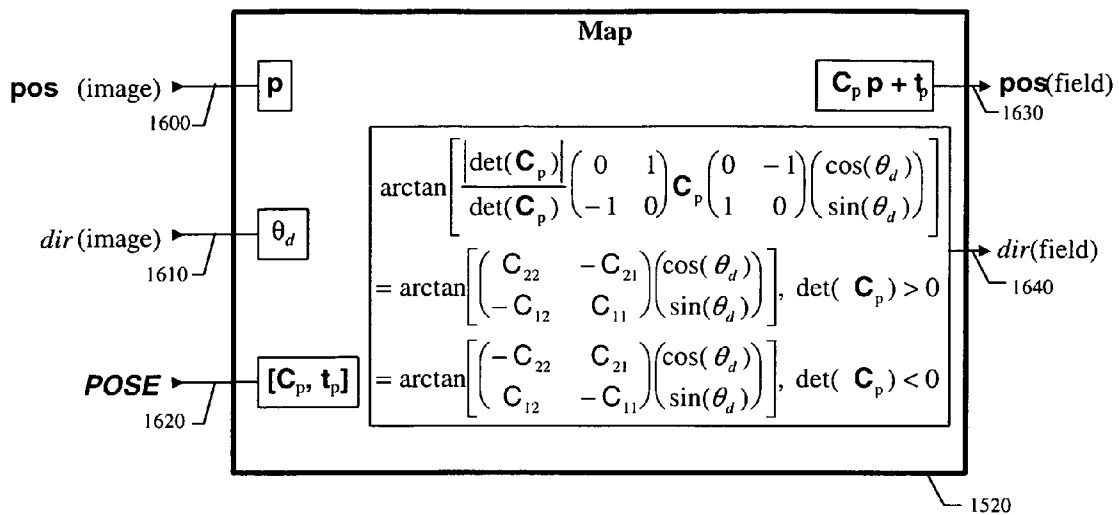 Map
pos (image)
1600
p
C_p p + t_p
pos(field)
1630
arctan[ |det(C_p)| / det(C_p) ( 0 1 ; −1 0 ) C_p ( 0 −1 ; 1 0 ) ( cos(θ_d) ; sin(θ_d) ) ]
dir (image)
1610
θ_d
= arctan[ ( C_22 −C_21 ; −C_12 C_11 ) ( cos(θ_d) ; sin(θ_d) ) ], det( C_p) > 0
dir(field)
1640
POSE
1620
[C_p, t_p]
= arctan[ ( −C_22 C_21 ; C_12 −C_11 ) ( cos(θ_d) ; sin(θ_d) ) ], det( C_p) < 0
1520